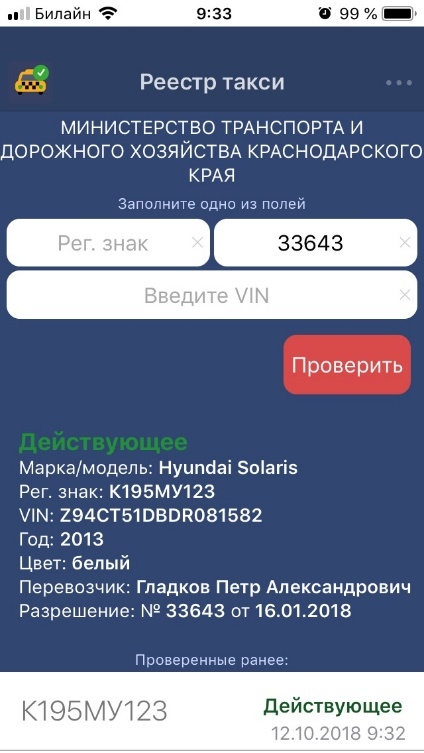 Билайн 9:33 99 %
Реестр такси
МИНИСТЕРСТВО ТРАНСПОРТА И
ДОРОЖНОГО ХОЗЯЙСТВА КРАСНОДАРСКОГО
КРАЯ
Заполните одно из полей
Рег. знак × 33643 ×
Введите VIN ×
Проверить
Действующее
Марка/модель: Hyundai Solaris
Рег. знак: К195МУ123
VIN: Z94CT51DBDR081582
Год: 2013
Цвет: белый
Перевозчик: Гладков Петр Александрович
Разрешение: № 33643 от 16.01.2018
Проверенные ранее:
К195МУ123 Действующее
12.10.2018 9:32